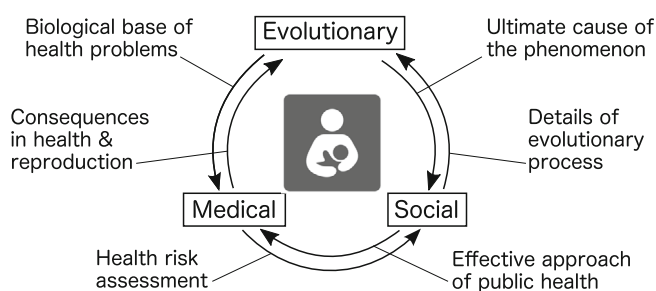 Biological base of
health problems
Evolutionary
Ultimate cause of
the phenomenon
Consequences
in health &
reproduction
Details of
evolutionary
process
Medical
Social
Health risk
assessment
Effective approach
of public health